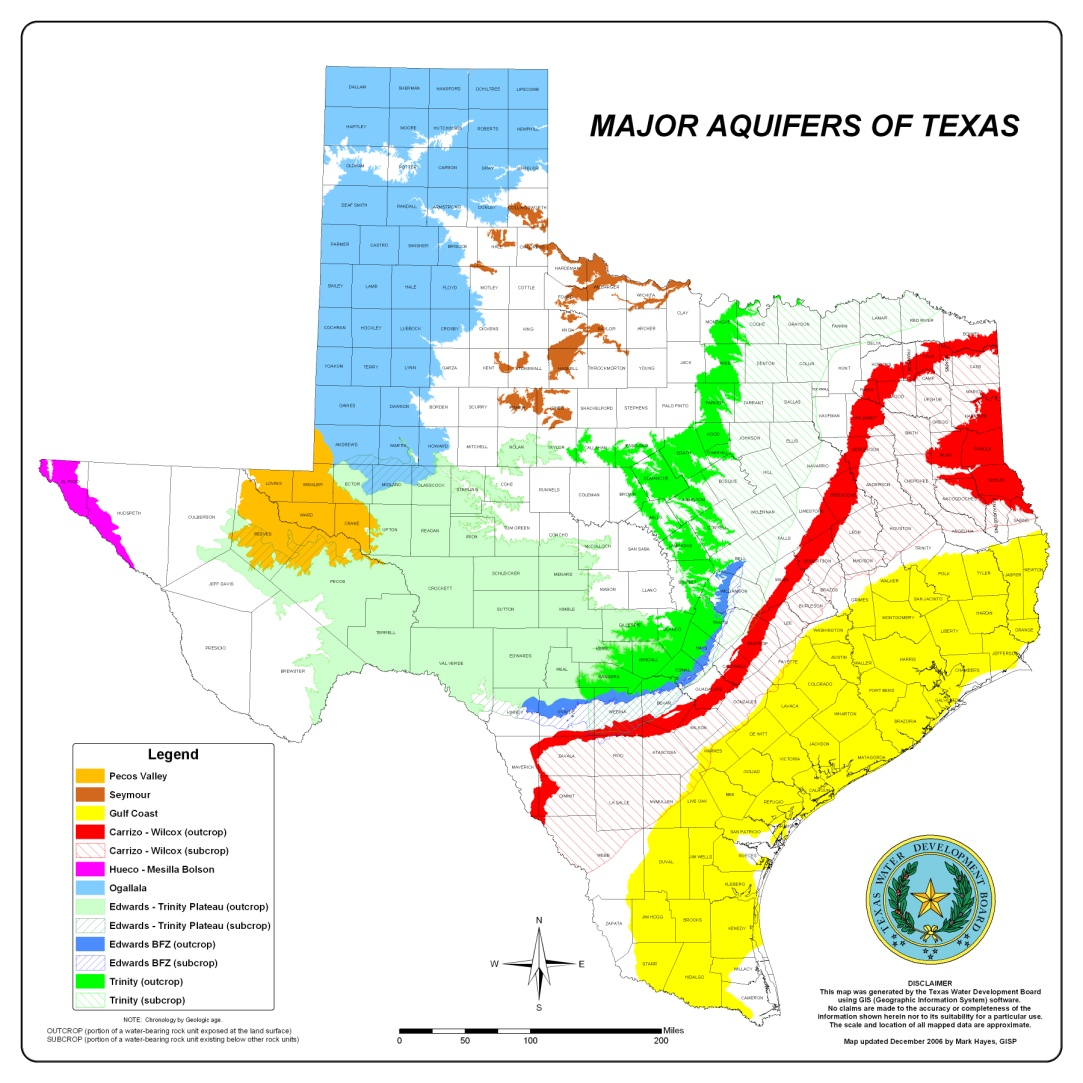 MAJOR AQUIFERS OF TEXAS
DALLAM SHERMAN HANSFORD OCHILTREE LIPSCOMB
HARTLEY MOORE HUTCHINSON ROBERTS HEMPHILL
OLDHAM POTTER CARSON GRAY WHEELER
DEAF SMITH RANDALL ARMSTRONG DONLEY COLLINGSWORTH
PARMER CASTRO SWISHER BRISCOE HALL
BAILEY LAMB HALE FLOYD MOTLEY COTTLE HARDEMAN WICHITA
COCHRAN HOCKLEY LUBBOCK CROSBY DICKENS KING KNOX BAYLOR ARCHER CLAY MONTAGUE COOKE GRAYSON FANNIN LAMAR RED RIVER
YOAKUM TERRY LYNN GARZA KENT STONEWALL HASKELL THROCKMORTON YOUNG JACK DENTON COLLIN HUNT DELTA CASS
GAINES DAWSON BORDEN SCURRY SHACKELFORD STEPHENS PALO PINTO TARRANT DALLAS KAUFMAN UPSHUR
ANDREWS MARTIN HOWARD MITCHELL NOLAN TAYLOR HOOD JOHNSON ELLIS SMITH
EL PASO HUDSPETH CULBERSON REEVES LOVING WINKLER WARD CRANE ECTOR MIDLAND GLASSCOCK STERLING COKE RUNNELS COLEMAN BROWN COMANCHE BOSQUE HILL NAVARRO ANDERSON CHEROKEE NACOGDOCHES
UPTON REAGAN IRION TOM GREEN CONCHO MCCULLOCH SAN SABA MCLENNAN LIMESTONE FALLS LEON HOUSTON ANGELINA TRINITY
JEFF DAVIS PECOS CROCKETT SCHLEICHER MENARD MASON LLANO BELL WILLIAMSON ROBERTSON MADISON WALKER POLK TYLER JASPER NEWTON
PRESIDIO BREWSTER TERRELL VAL VERDE SUTTON KIMBLE EDWARDS REAL GILLESPIE KENDALL HAYS BURLESON BRAZOS GRIMES SAN JACINTO MONTGOMERY LIBERTY HARDIN ORANGE
LEE WASHINGTON AUSTIN WALLER HARRIS CHAMBERS JEFFERSON
KINNEY MEDINA BEXAR GONZALES FAYETTE COLORADO FORT BEND LAVACA WHARTON BRAZORIA
MAVERICK ZAVALA FRIO ATASCOSA WILSON KARNES DE WITT VICTORIA JACKSON MATAGORDA
DIMMIT LA SALLE MCMULLEN LIVE OAK BEE GOLIAD REFUGIO CALHOUN
WEBB DUVAL JIM WELLS SAN PATRICIO NUECES KLEBERG
ZAPATA JIM HOGG BROOKS KENEDY
STARR HIDALGO WILLACY CAMERON
Legend
Pecos Valley
Seymour
Gulf Coast
Carrizo - Wilcox (outcrop)
Carrizo - Wilcox (subcrop)
Hueco - Mesilla Bolson
Ogallala
Edwards - Trinity Plateau (outcrop)
Edwards - Trinity Plateau (subcrop)
Edwards BFZ (outcrop)
Edwards BFZ (subcrop)
Trinity (outcrop)
Trinity (subcrop)
NOTE: Chronology by Geologic age.
OUTCROP (portion of a water-bearing rock unit exposed at the land surface)
SUBCROP (portion of a water-bearing rock unit existing below other rock units)
N
W E
S
Miles
0 50 100 200
TEXAS WATER DEVELOPMENT BOARD
DISCLAIMER
This map was generated by the Texas Water Development Board
using GIS (Geographic Information System) software.
No claims are made to the accuracy or completeness of the
information shown herein nor to its suitability for a particular use.
The scale and location of all mapped data are approximate.
Map updated December 2006 by Mark Hayes, GISP